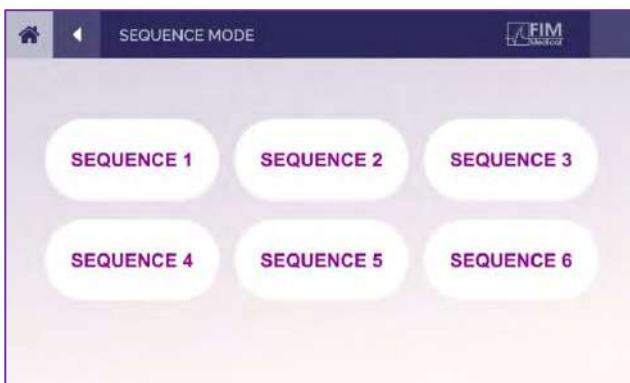 SEQUENCE MODE
FIM
Medical
SEQUENCE 1
SEQUENCE 2
SEQUENCE 3
SEQUENCE 4
SEQUENCE 5
SEQUENCE 6